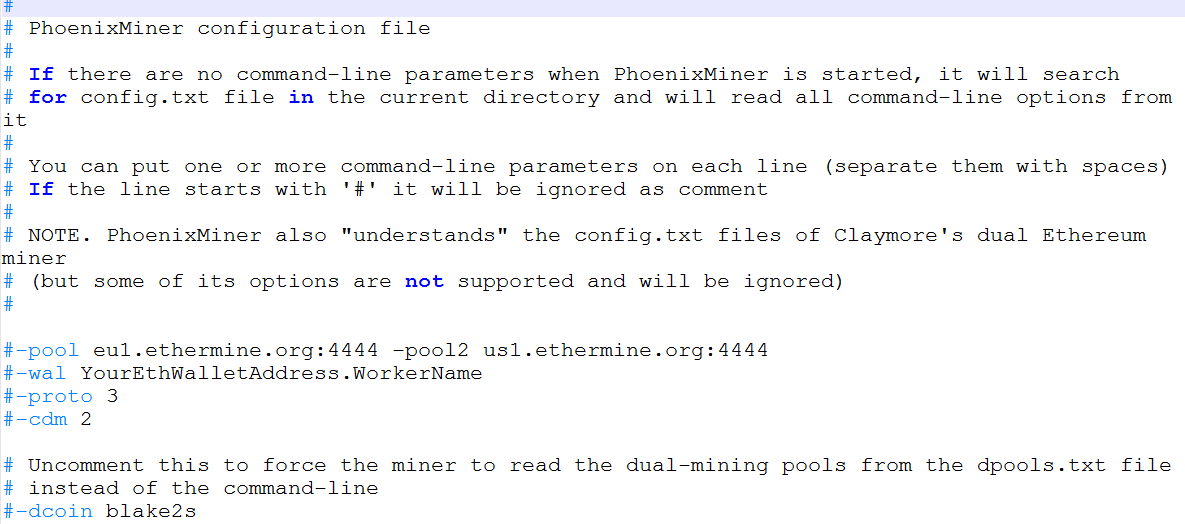 #
# PhoenixMiner configuration file
#
# If there are no command-line parameters when PhoenixMiner is started, it will search
# for config.txt file in the current directory and will read all command-line options from
it
#
# You can put one or more command-line parameters on each line (separate them with spaces)
# If the line starts with '#' it will be ignored as comment
#
# NOTE. PhoenixMiner also "understands" the config.txt files of Claymore's dual Ethereum
miner
# (but some of its options are not supported and will be ignored)
#
#-pool eu1.ethermine.org:4444 -pool2 us1.ethermine.org:4444
#-wal YourEthWalletAddress.WorkerName
#-proto 3
#-cdm 2
# Uncomment this to force the miner to read the dual-mining pools from the dpools.txt file
# instead of the command-line
#-dcoin blake2s